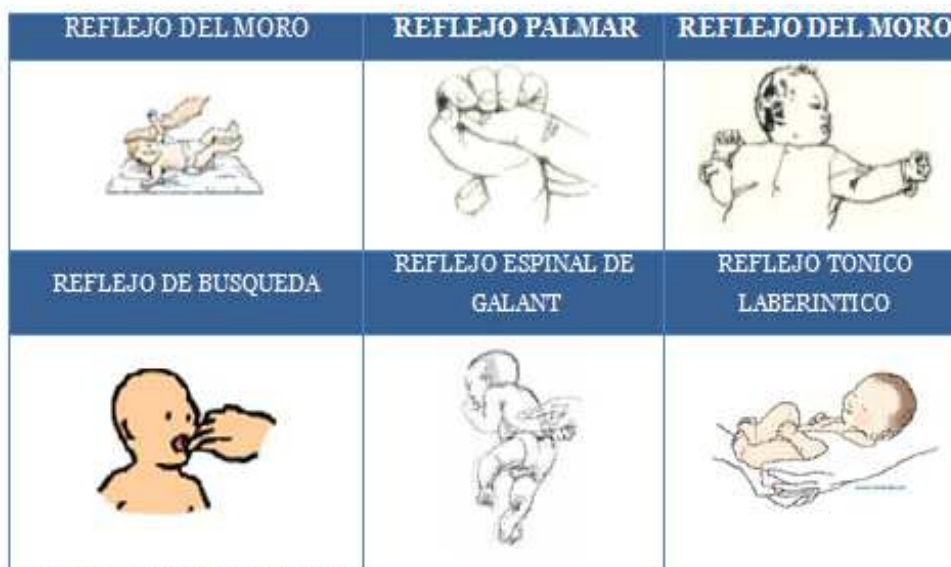 REFLEJO DEL MORO
REFLEJO PALMAR
REFLEJO DEL MORO
REFLEJO DE BUSQUEDA
REFLEJO ESPINAL DE
GALANT
REFLEJO TONICO
LABERINTICO